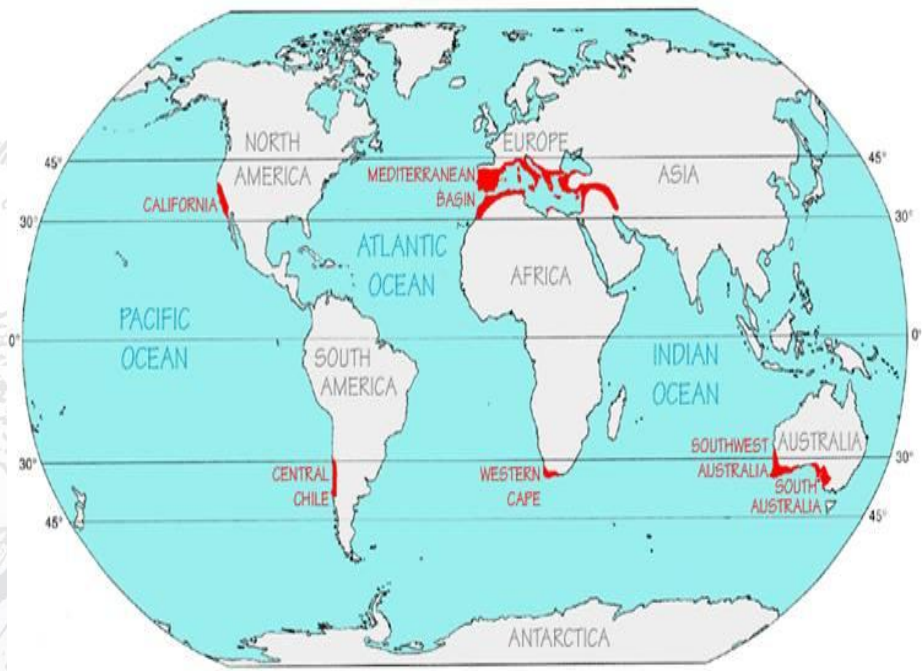 NORTH
AMERICA
EUROPE
ASIA
45°
45°
MEDITERRANEAN
BASIN
CALIFORNIA
30°
30°
ATLANTIC
OCEAN
AFRICA
PACIFIC
OCEAN
0°
0°
SOUTH
AMERICA
INDIAN
OCEAN
AUSTRALIA
SOUTHWEST
AUSTRALIA
30°
30°
CENTRAL
CHILE
WESTERN
CAPE
SOUTH
AUSTRALIA
45°
45°
ANTARCTICA